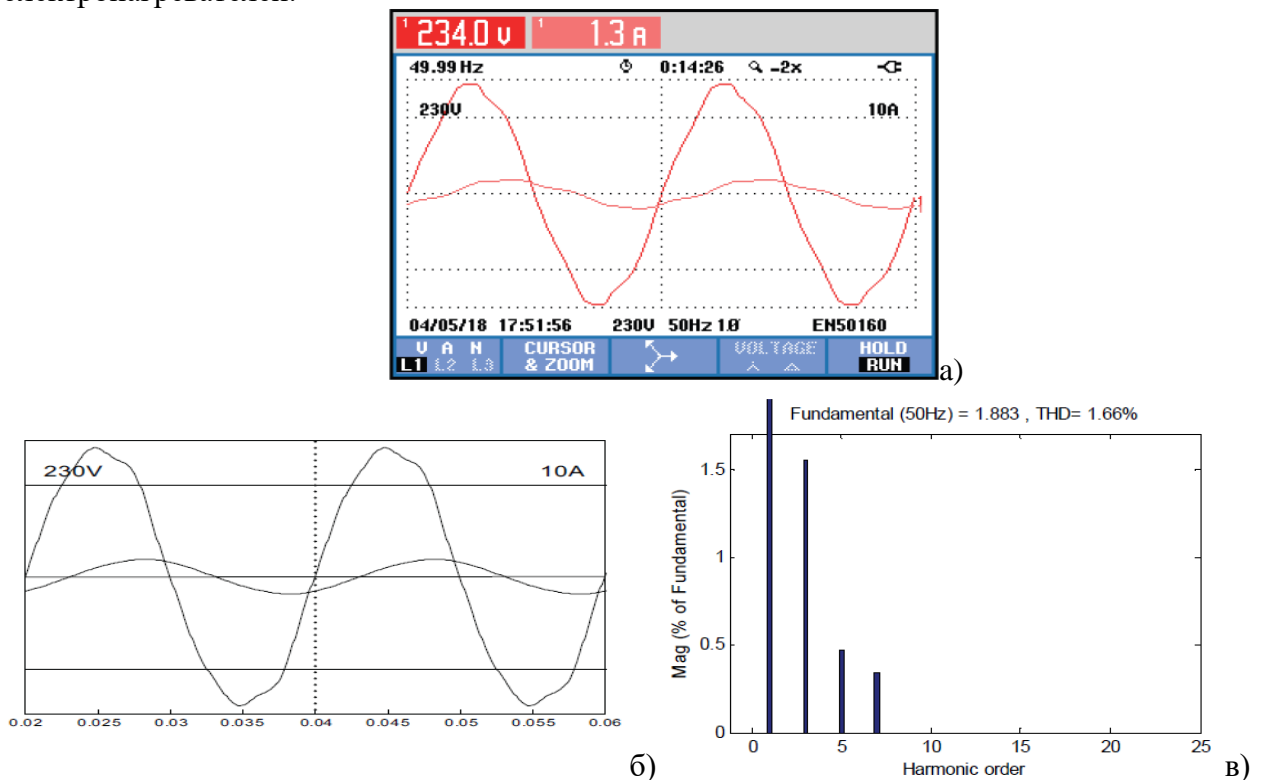 1 234.0 V 1 1.3 A
49.99 Hz 0:14:26 -2x
230V 10A
1
04/05/18 17:51:56 230V 50Hz 1Ø EN50160
V A N CURSOR VOLTAGE HOLD
L1 L2 L3 & ZOOM RUN
а)
230V 10A
0.02 0.025 0.03 0.035 0.04 0.045 0.05 0.055 0.06
б)
Fundamental (50Hz) = 1.883 , THD= 1.66%
Mag (% of Fundamental)
1.5
1
0.5
0
0 5 10 15 20 25
Harmonic order
в)